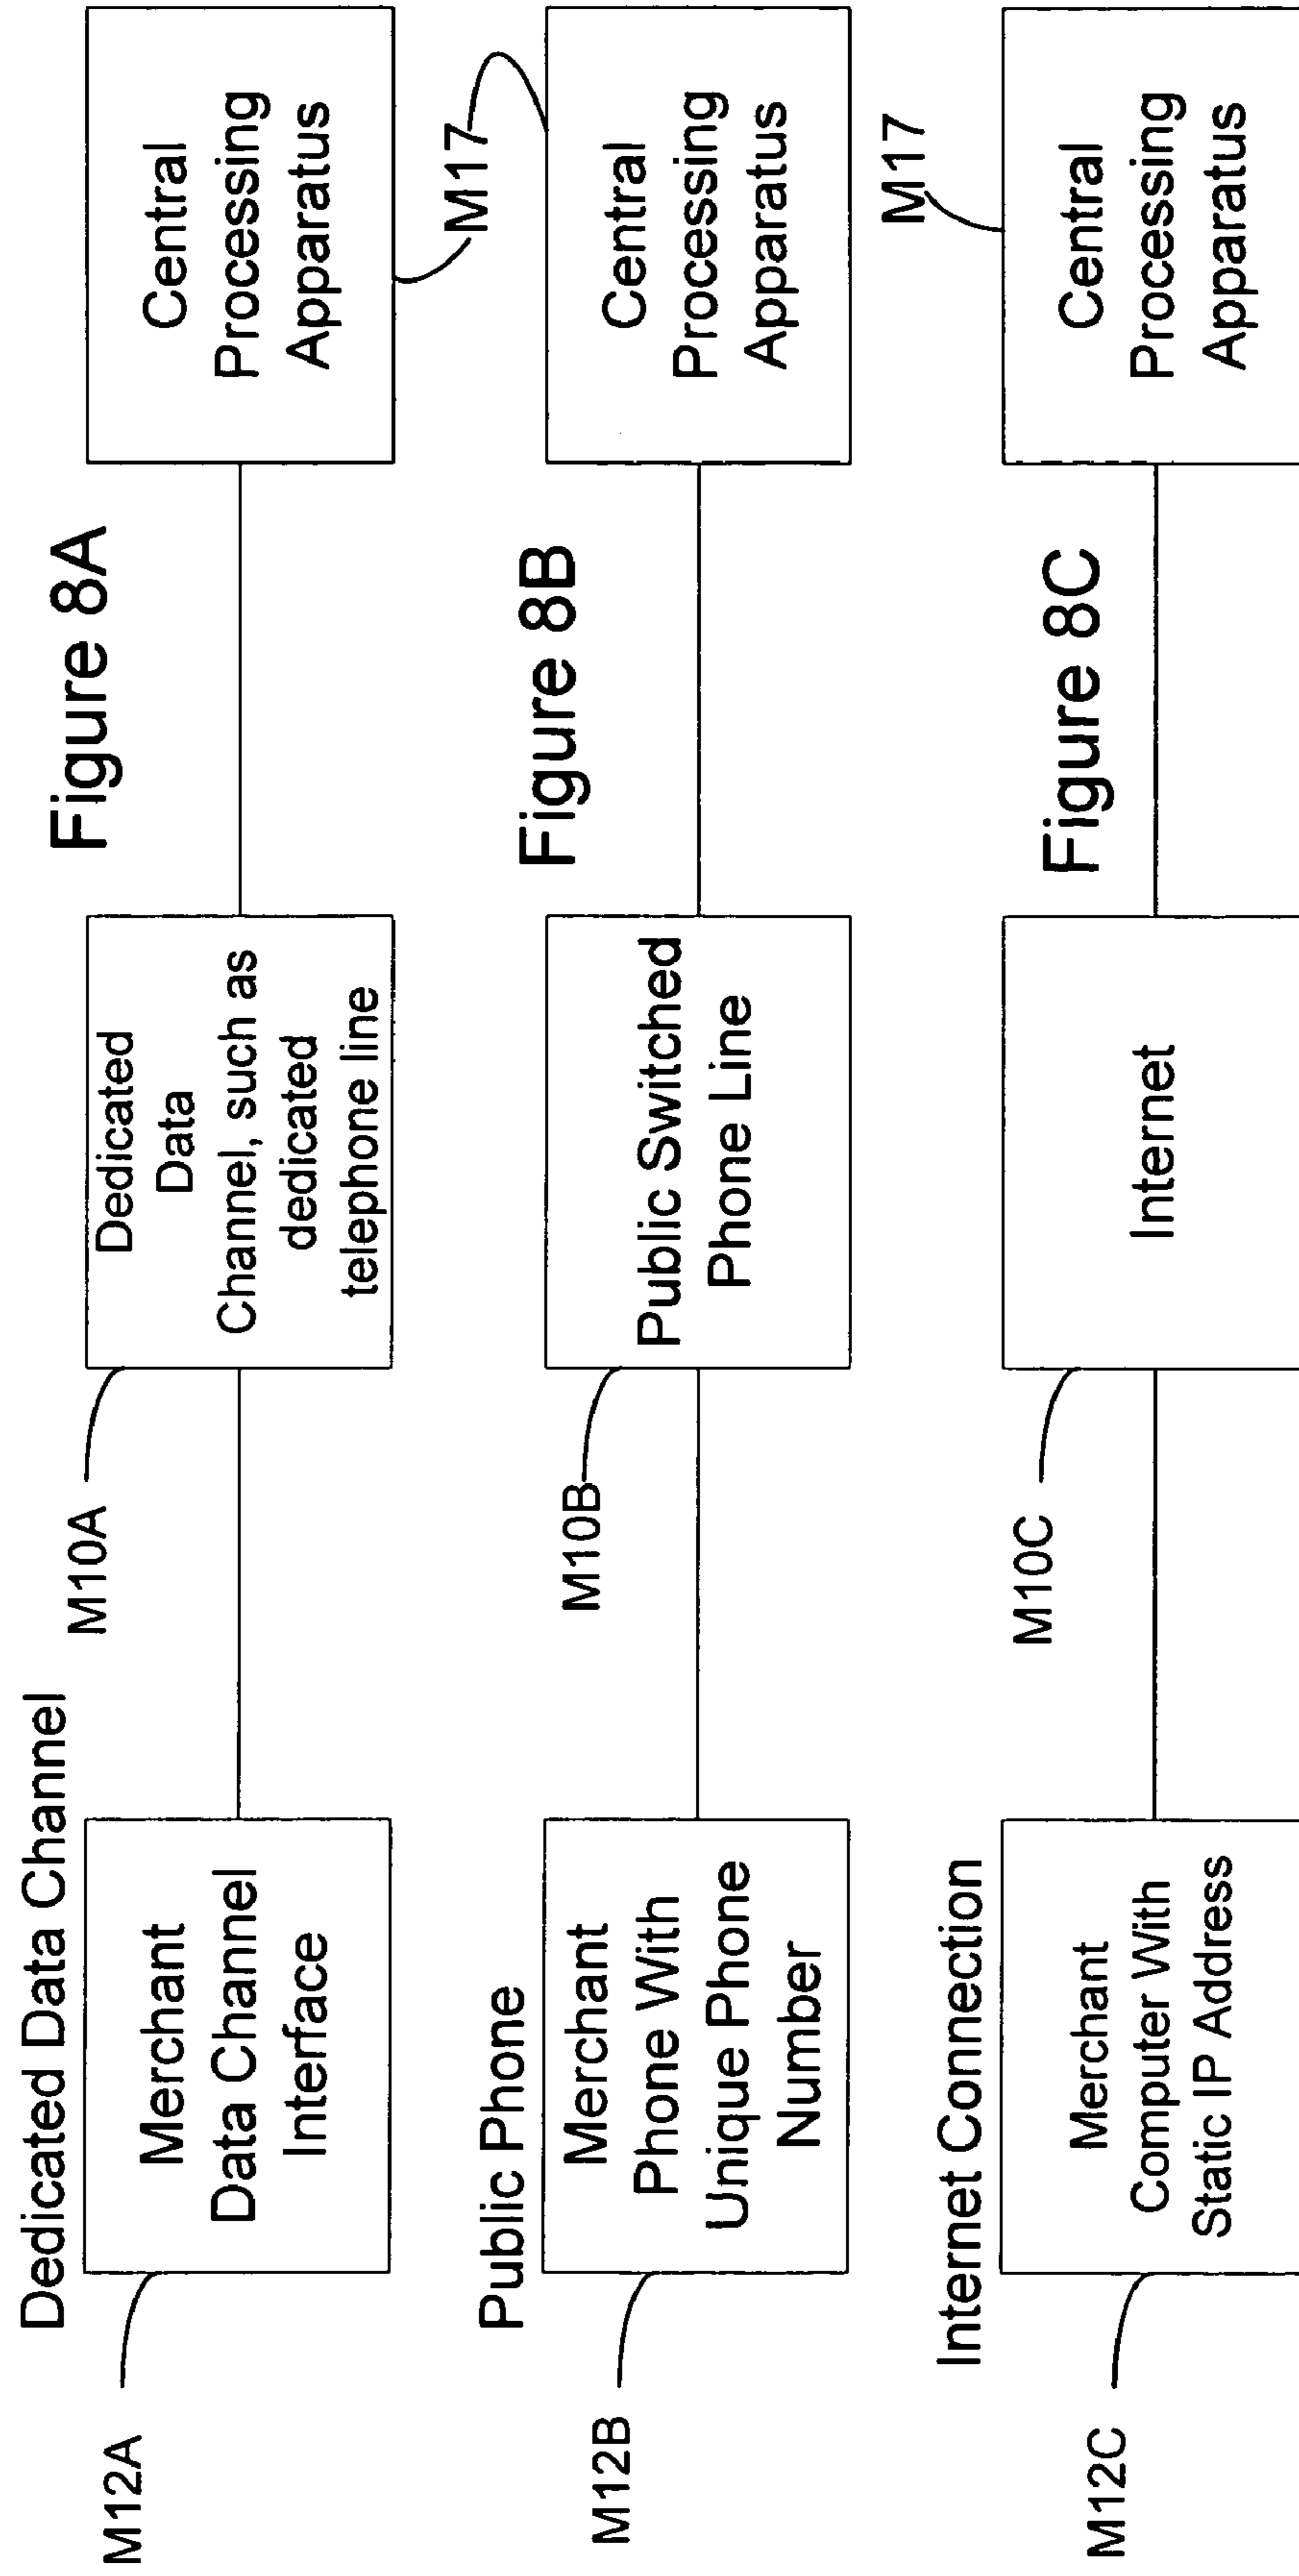 Dedicated Data Channel
Figure 8A
M12A
Merchant
Data Channel
Interface
M10A
Dedicated
Data
Channel, such as
dedicated
telephone line
Central
Processing
Apparatus
M17
Public Phone
Figure 8B
M12B
Merchant
Phone With
Unique Phone
Number
M10B
Public Switched
Phone Line
Central
Processing
Apparatus
Internet Connection
Figure 8C
M12C
Merchant
Computer With
Static IP Address
M10C
Internet
M17
Central
Processing
Apparatus